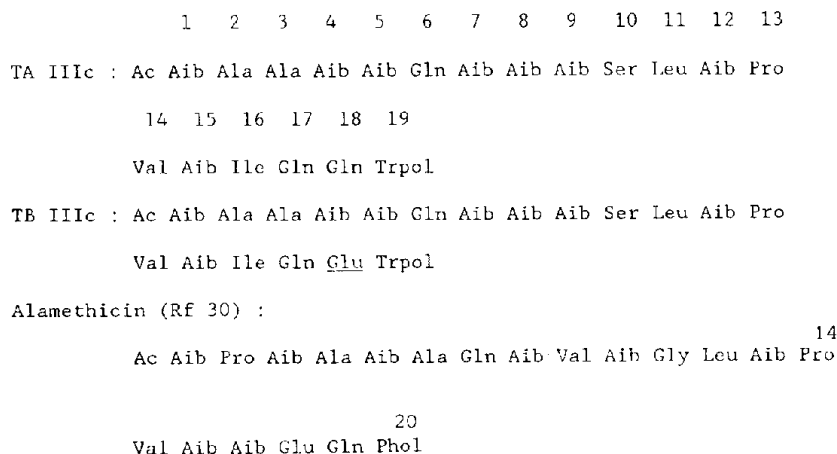 1 2 3 4 5 6 7 8 9 10 11 12 13
TA IIIc : Ac Aib Ala Ala Aib Aib Gln Aib Aib Aib Ser Leu Aib Pro
14 15 16 17 18 19
Val Aib Ile Gln Gln Trpol
TB IIIc : Ac Aib Ala Ala Aib Aib Gln Aib Aib Aib Ser Leu Aib Pro
Val Aib Ile Gln Glu Trpol
Alamethicin (Rf 30) :
14
Ac Aib Pro Aib Ala Aib Ala Gln Aib Val Aib Gly Leu Aib Pro
20
Val Aib Aib Glu Gln Phol